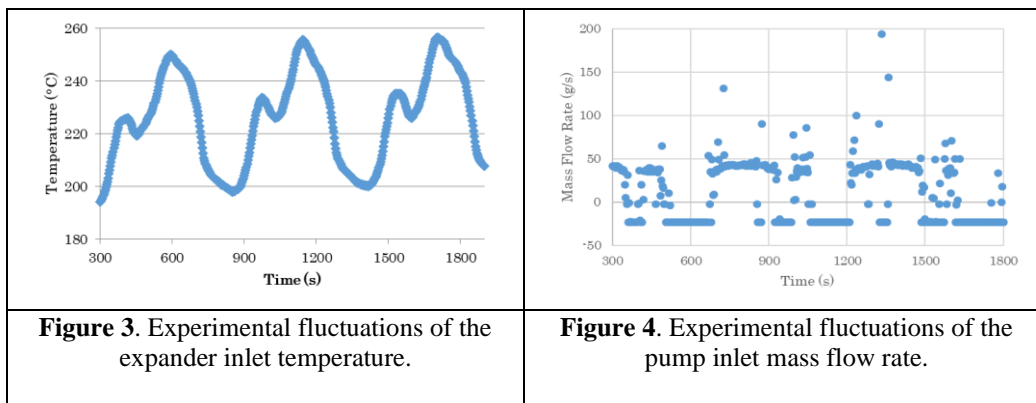 260
240
220
200
180
Temperature (°C)
300 600 900 1200 1500 1800
Time (s)
200
150
100
50
0
-50
Mass Flow Rate (g/s)
300 600 900 1200 1500 1800
Time (s)
Figure 3. Experimental fluctuations of the
expander inlet temperature.
Figure 4. Experimental fluctuations of the
pump inlet mass flow rate.